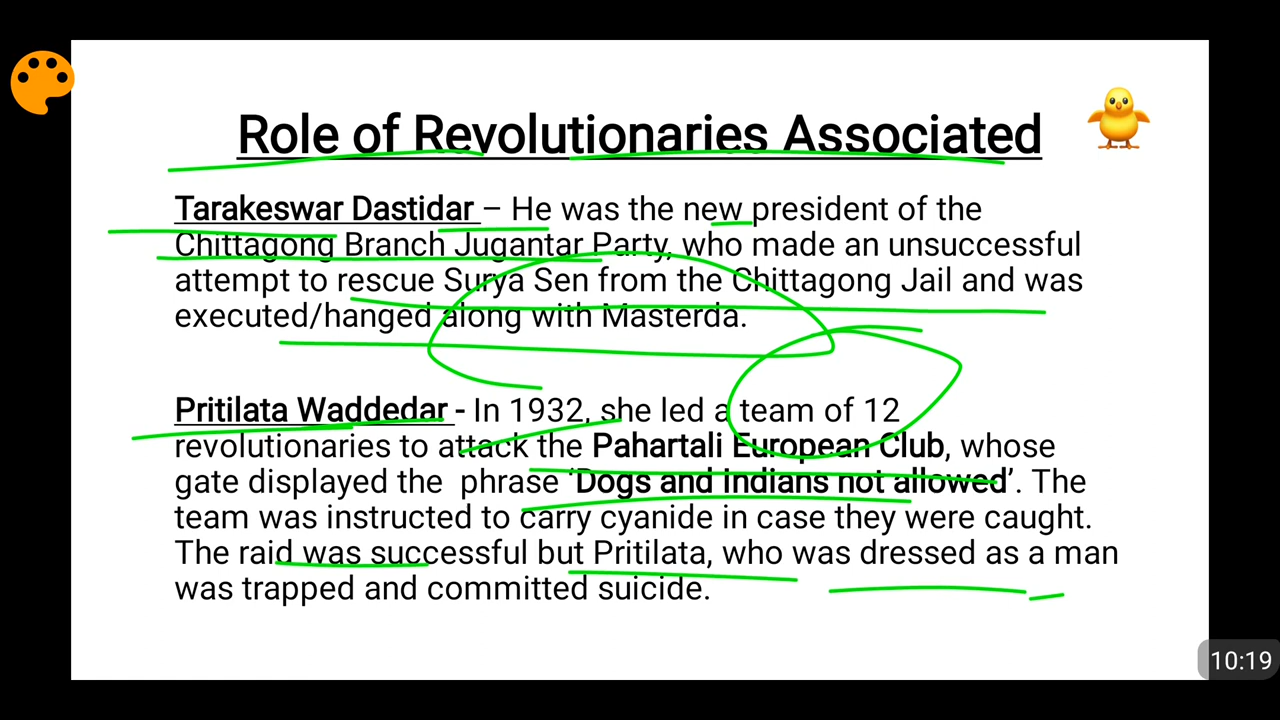 Role of Revolutionaries Associated
Tarakeswar Dastidar – He was the new president of the
Chittagong Branch Jugantar Party, who made an unsuccessful
attempt to rescue Surya Sen from the Chittagong Jail and was
executed/hanged along with Masterda.
Pritilata Waddedar - In 1932, she led a team of 12
revolutionaries to attack the Pahartali European Club, whose
gate displayed the phrase 'Dogs and Indians not allowed'. The
team was instructed to carry cyanide in case they were caught.
The raid was successful but Pritilata, who was dressed as a man
was trapped and committed suicide.
10:19